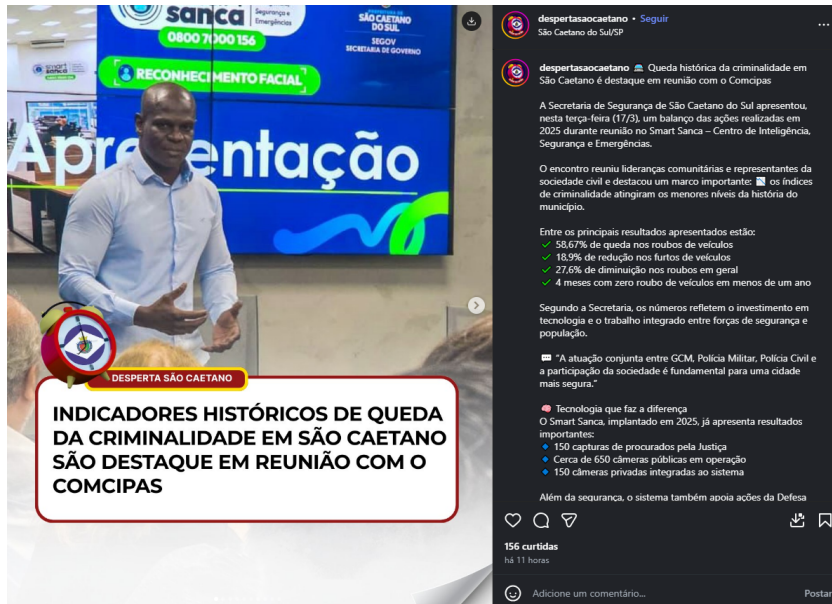 sanca
Segurança e
Emergências
0800 7000 156
PREFEITURA DE
SÃO CAETANO
DO SUL
SEGOV
SECRETARIA DE GOVERNO
RECONHECIMENTO FACIAL
smart
sanca
Apresentação
DESPERTA SÃO CAETANO
INDICADORES HISTÓRICOS DE QUEDA
DA CRIMINALIDADE EM SÃO CAETANO
SÃO DESTAQUE EM REUNIÃO COM O
COMCIPAS
despertasaocaetano • Seguir
São Caetano do Sul/SP
despertasaocaetano 🚔 Queda histórica da criminalidade em
São Caetano é destaque em reunião com o Comcipas
A Secretaria de Segurança de São Caetano do Sul apresentou,
nesta terça-feira (17/3), um balanço das ações realizadas em
2025 durante reunião no Smart Sanca – Centro de Inteligência,
Segurança e Emergências.
O encontro reuniu lideranças comunitárias e representantes da
sociedade civil e destacou um marco importante: 📉 os índices
de criminalidade atingiram os menores níveis da história do
município.
Entre os principais resultados apresentados estão:
✔ 58,67% de queda nos roubos de veículos
✔ 18,9% de redução nos furtos de veículos
✔ 27,6% de diminuição nos roubos em geral
✔ 4 meses com zero roubo de veículos em menos de um ano
Segundo a Secretaria, os números refletem o investimento em
tecnologia e o trabalho integrado entre forças de segurança e
população.
💬 “A atuação conjunta entre GCM, Polícia Militar, Polícia Civil e
a participação da sociedade é fundamental para uma cidade
mais segura.”
🧠 Tecnologia que faz a diferença
O Smart Sanca, implantado em 2025, já apresenta resultados
importantes:
🔹 150 capturas de procurados pela Justiça
🔹 Cerca de 650 câmeras públicas em operação
🔹 150 câmeras privadas integradas ao sistema
Além da segurança, o sistema também apoia ações da Defesa
156 curtidas
há 11 horas
Adicione um comentário...
Postar